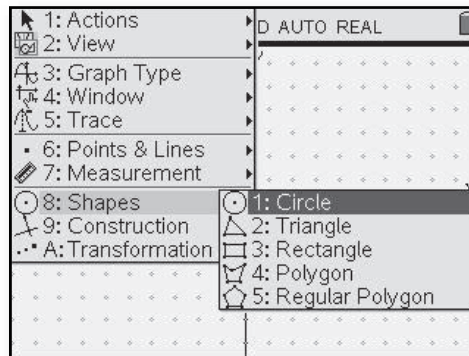 1: Actions
2: View
D AUTO REAL
3: Graph Type
4: Window
5: Trace
6: Points & Lines
7: Measurement
8: Shapes
9: Construction
A: Transformation
1: Circle
2: Triangle
3: Rectangle
4: Polygon
5: Regular Polygon